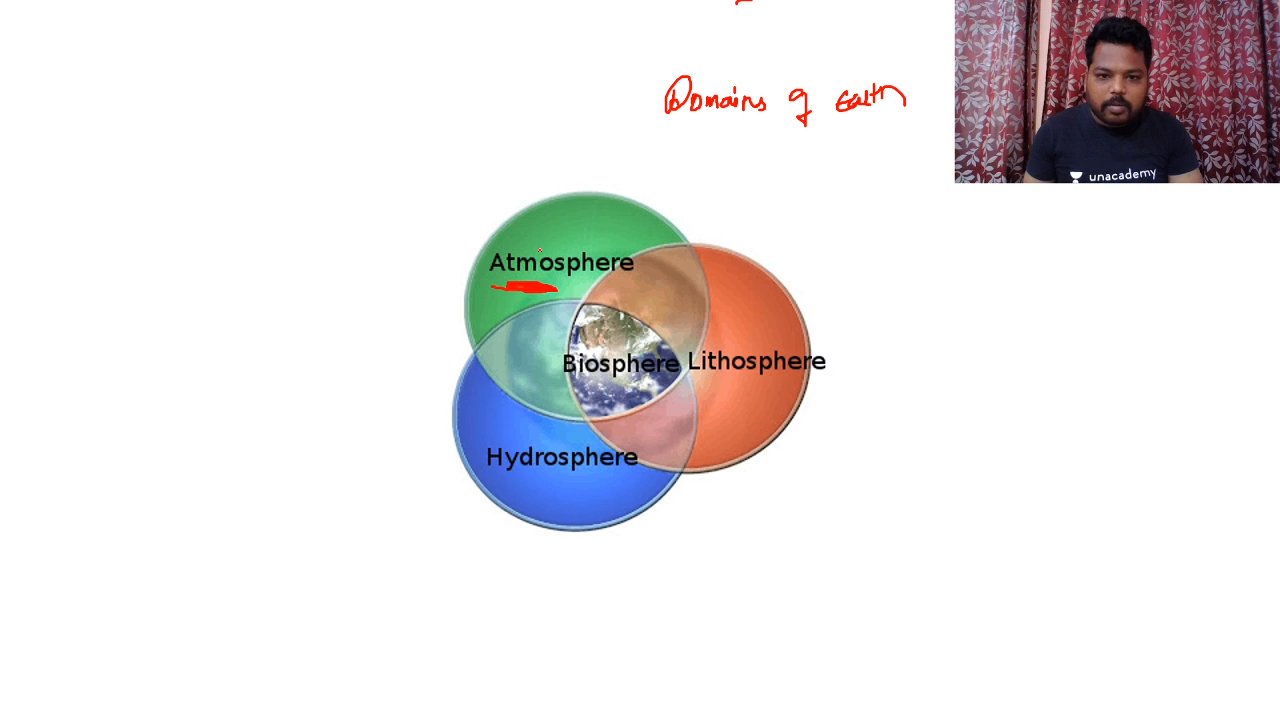 Domains of Earth
unacademy
Atmosphere
Biosphere
Lithosphere
Hydrosphere